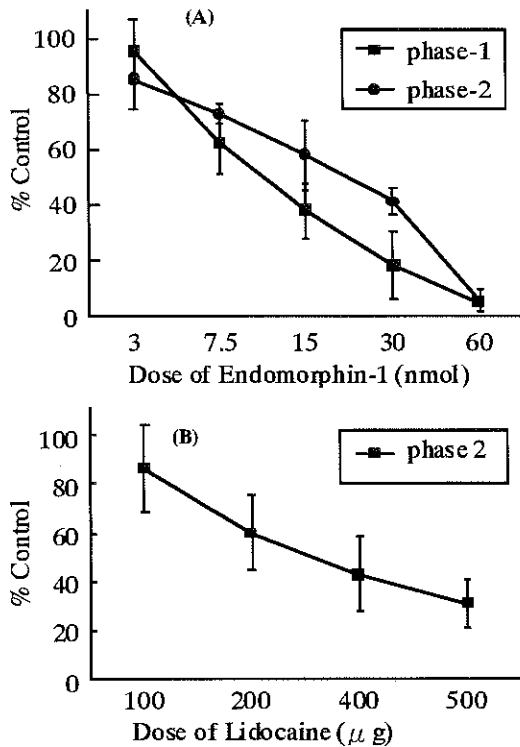 (A)
100
80
60
40
20
0
% Control
phase-1
phase-2
3 7.5 15 30 60
Dose of Endomorphin-1 (nmol)
(B)
100
80
60
40
20
0
% Control
phase 2
100 200 400 500
Dose of Lidocaine (μ g)